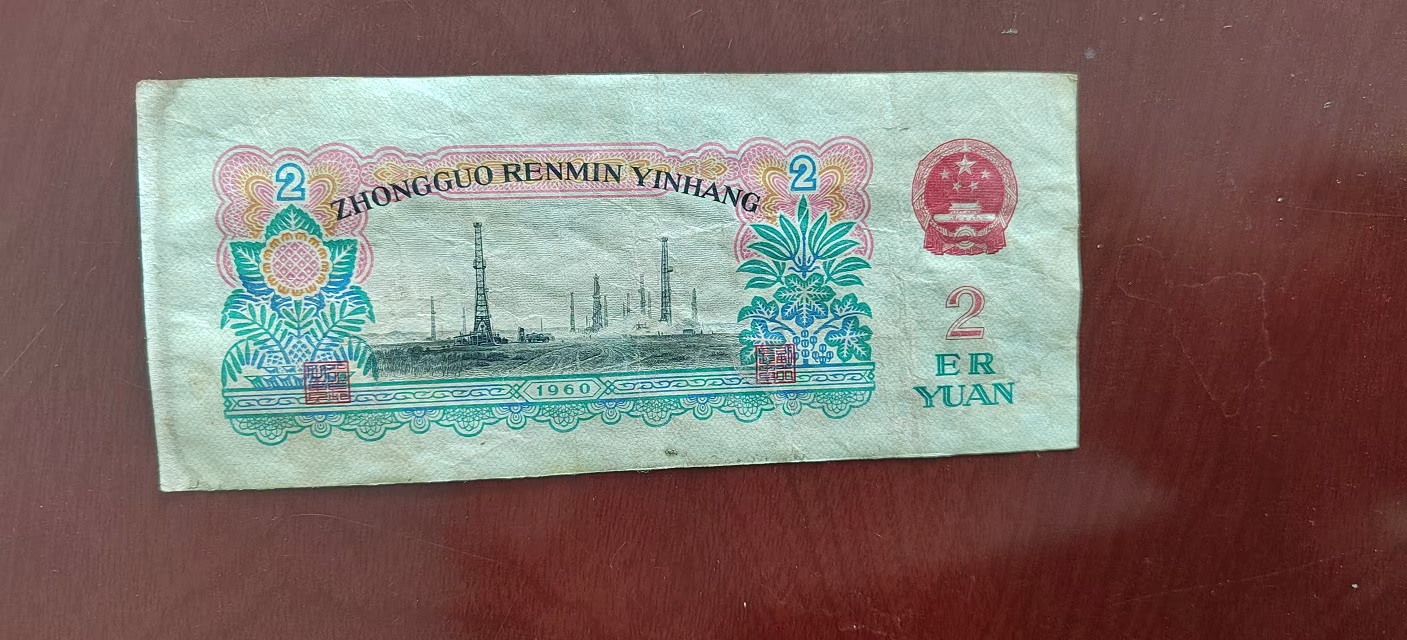 2
2
ZHONGGUO RENMIN YINHANG
2
ER
YUAN
1960